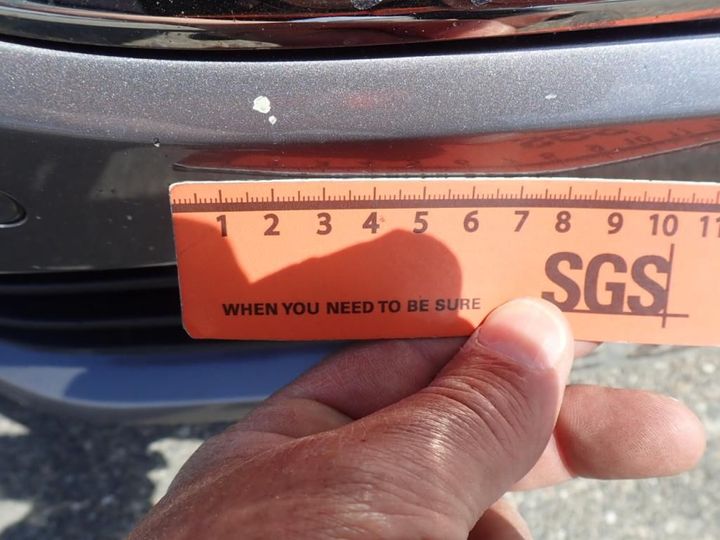 1 2 3 4 5 6 7 8 9 10 11
SGS
WHEN YOU NEED TO BE SURE